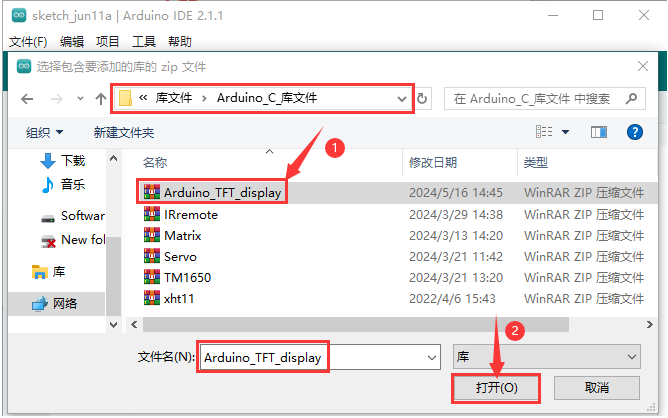 sketch_jun11a | Arduino IDE 2.1.1
文件(F) 编辑 项目 工具 帮助
选择包含要添加的库的 zip 文件
« 库文件 > Arduino_C_库文件
在 Arduino_C_库文件 中搜索
组织 新建文件夹
下载
音乐
Softwar
New fol
库
网络
名称 修改日期 类型
1
Arduino_TFT_display 2024/5/16 14:45 WinRAR ZIP 压缩文件
IRremote 2024/3/29 14:38 WinRAR ZIP 压缩文件
Matrix 2024/3/13 14:20 WinRAR ZIP 压缩文件
Servo 2024/3/21 11:42 WinRAR ZIP 压缩文件
TM1650 2024/3/21 13:20 WinRAR ZIP 压缩文件
xht11 2022/4/6 15:43 WinRAR ZIP 压缩文件
2
文件名(N): Arduino_TFT_display 库
打开(O) 取消